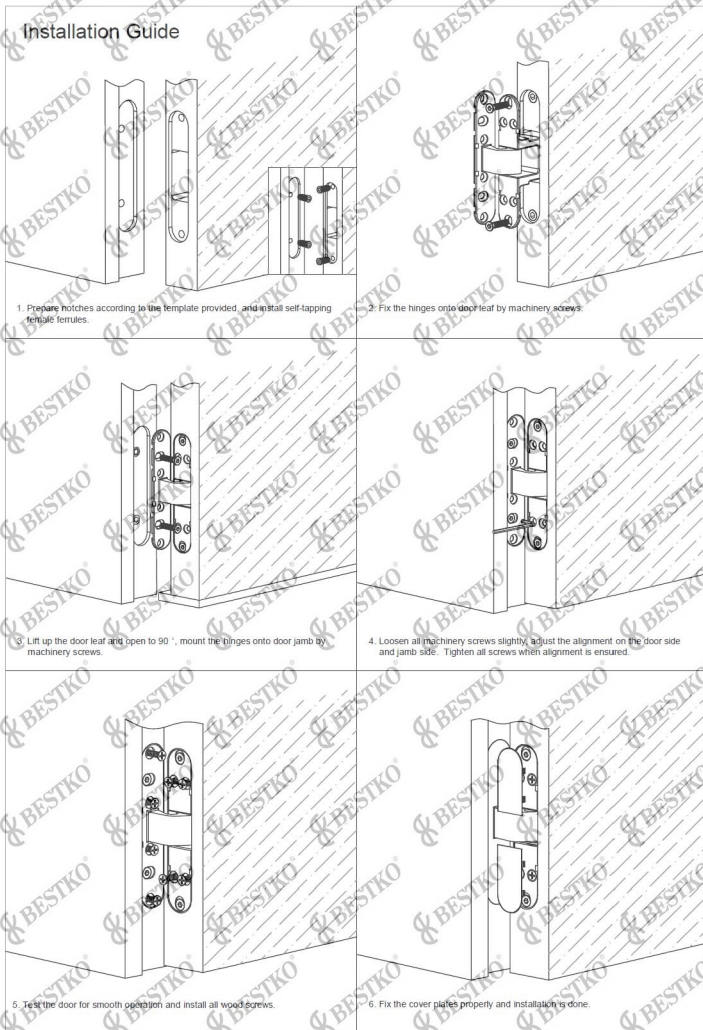 Installation Guide
1. Prepare notches according to the template provided, and install self-tapping
female ferrules.
2. Fix the hinges onto door leaf by machinery screws.
3. Lift up the door leaf and open to 90 °, mount the hinges onto door jamb by
machinery screws.
4. Loosen all machinery screws slightly, adjust the alignment on the door side
and jamb side. Tighten all screws when alignment is ensured.
5. Test the door for smooth operation and install all wood screws.
6. Fix the cover plates properly and installation is done.
BESTKO®